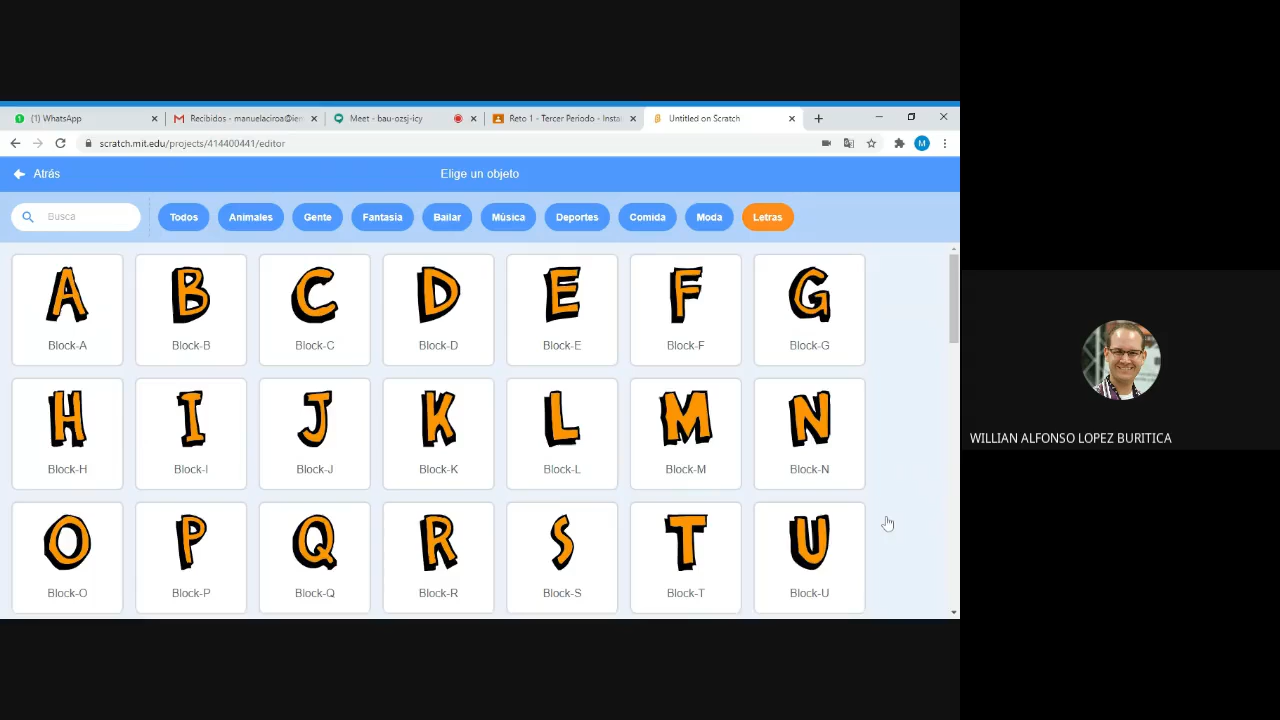 (1) WhatsApp
Recibidos - manuelaciroa@ier
Meet - bau-ozsj-icy
Reto 1 - Tercer Periodo - Insta
Untitled on Scratch
scratch.mit.edu/projects/414400441/editor
M
Atrás
Elige un objeto
Busca
Todos
Animales
Gente
Fantasia
Bailar
Música
Deportes
Comida
Moda
Letras
A B C D E F G
Block-A Block-B Block-C Block-D Block-E Block-F Block-G
H I J K L M N
Block-H Block-I Block-J Block-K Block-L Block-M Block-N
O P Q R S T U
Block-O Block-P Block-Q Block-R Block-S Block-T Block-U
WILLIAN ALFONSO LOPEZ BURITICA